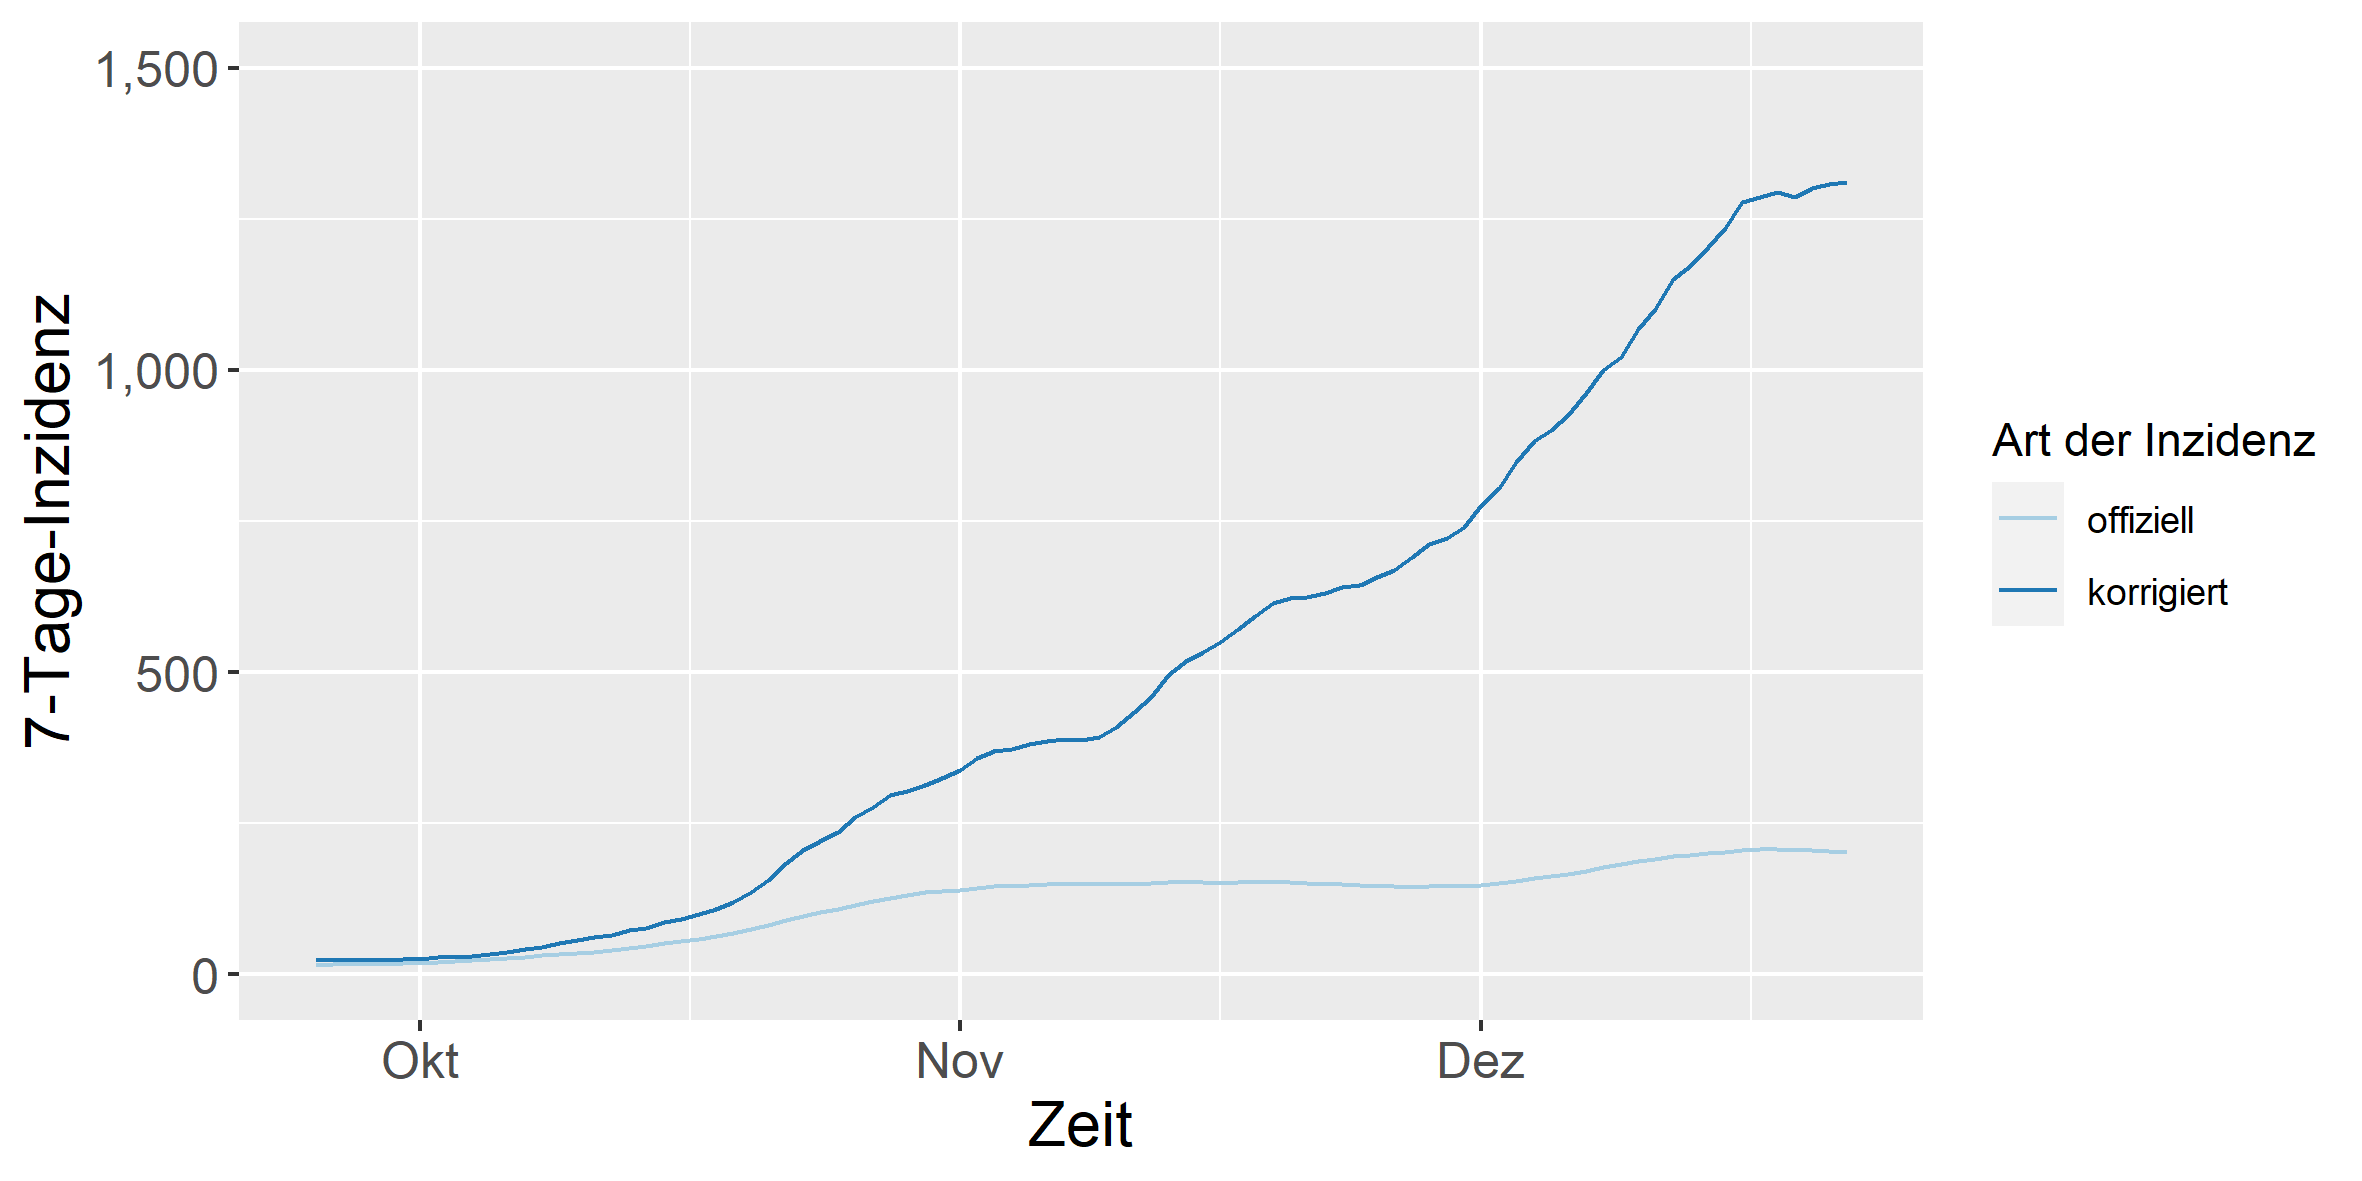 1,500
1,000
500
0
7-Tage-Inzidenz
Okt
Nov
Dez
Zeit
Art der Inzidenz
offiziell
korrigiert